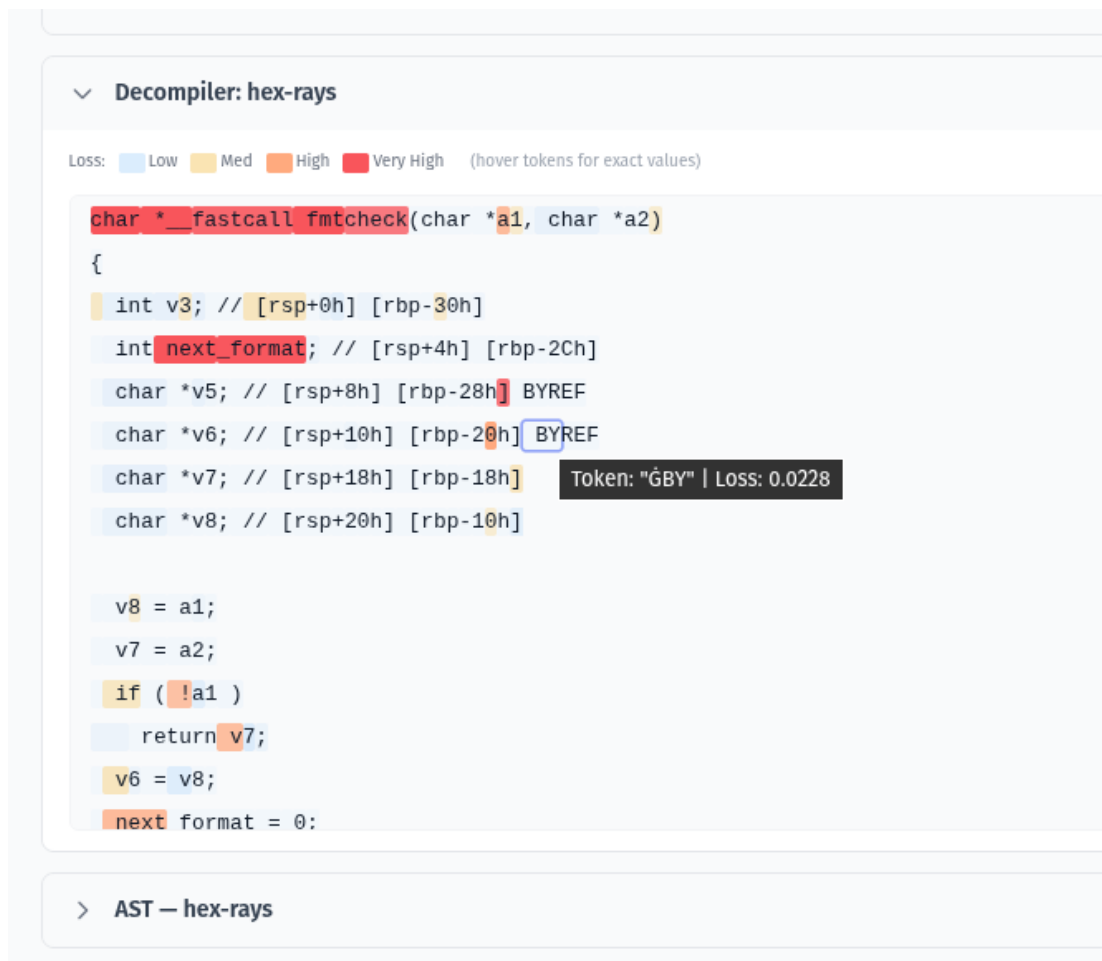 Decompiler: hex-rays
Loss: Low Med High Very High (hover tokens for exact values)
char *__fastcall fmtcheck(char *a1, char *a2)
{
  int v3; // [rsp+0h] [rbp-30h]
  int next_format; // [rsp+4h] [rbp-2Ch]
  char *v5; // [rsp+8h] [rbp-28h] BYREF
  char *v6; // [rsp+10h] [rbp-20h] BYREF
Token: "ĠBY" | Loss: 0.0228
  char *v7; // [rsp+18h] [rbp-18h]
  char *v8; // [rsp+20h] [rbp-10h]
  v8 = a1;
  v7 = a2;
  if ( !a1 )
    return v7;
  v6 = v8;
  next_format = 0;
AST — hex-rays